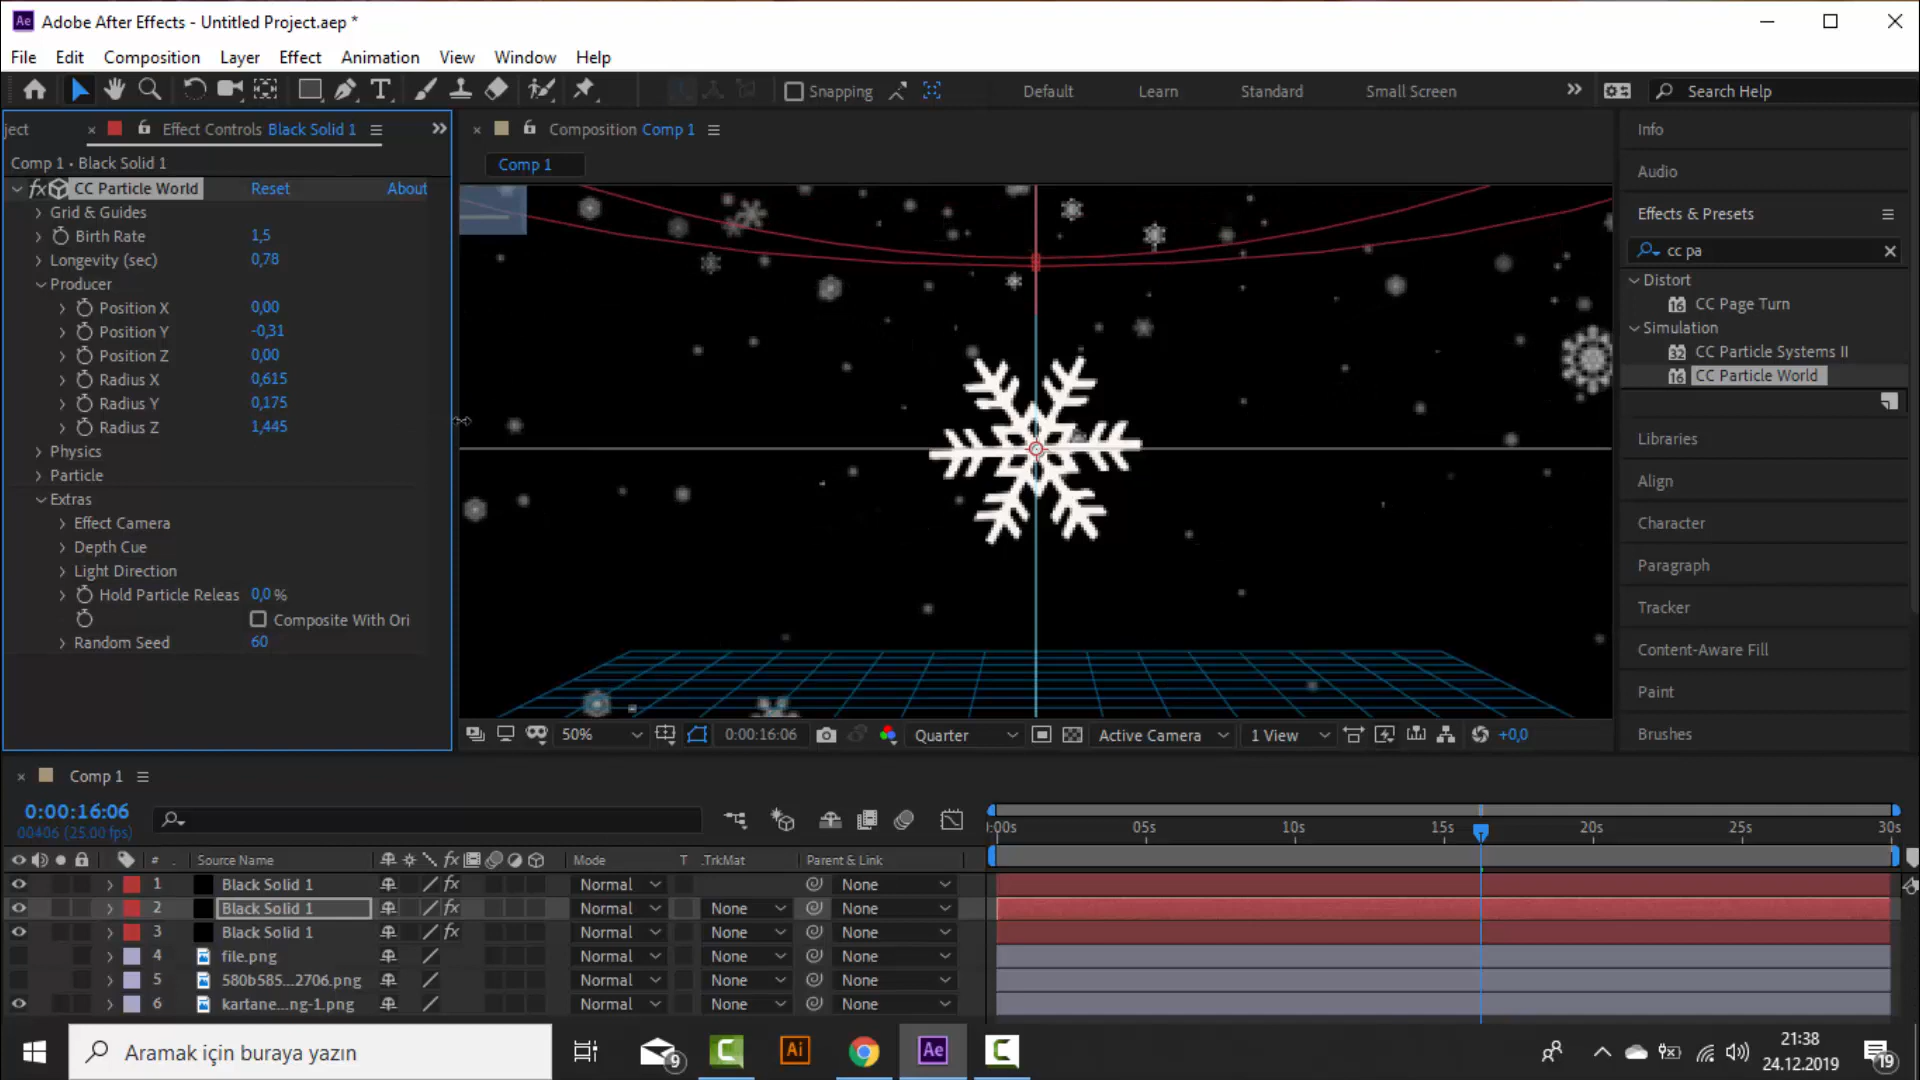 Ae Adobe After Effects - Untitled Project.aep *
File Edit Composition Layer Effect Animation View Window Help
Snapping Default Learn Standard Small Screen Search Help
ject Effect Controls Black Solid 1
Comp 1 • Black Solid 1
fx CC Particle World Reset About
Grid & Guides
Birth Rate 1,5
Longevity (sec) 0,78
Producer
Position X 0,00
Position Y -0,31
Position Z 0,00
Radius X 0,615
Radius Y 0,175
Radius Z 1,445
Physics
Particle
Extras
Effect Camera
Depth Cue
Light Direction
Hold Particle Releas 0,0 %
Composite With Ori
Random Seed 60
Composition Comp 1
Comp 1
50% 0:00:16:06 Quarter Active Camera 1 View +0,0
Info
Audio
Effects & Presets
cc pa
Distort
16 CC Page Turn
Simulation
32 CC Particle Systems II
16 CC Particle World
Libraries
Align
Character
Paragraph
Tracker
Content-Aware Fill
Paint
Brushes
Comp 1
0:00:16:06
00406 (25.00 fps)
:00s 05s 10s 15s 20s 25s 30s
# Source Name fx Mode T .TrkMat Parent & Link
1 Black Solid 1 fx Normal None
2 Black Solid 1 fx Normal None None
3 Black Solid 1 fx Normal None None
4 file.png Normal None None
5 580b585...2706.png Normal None None
6 kartane....ng-1.png Normal None None
Aramak için buraya yazın 9 C Ai Ae C 21:38
24.12.2019 19